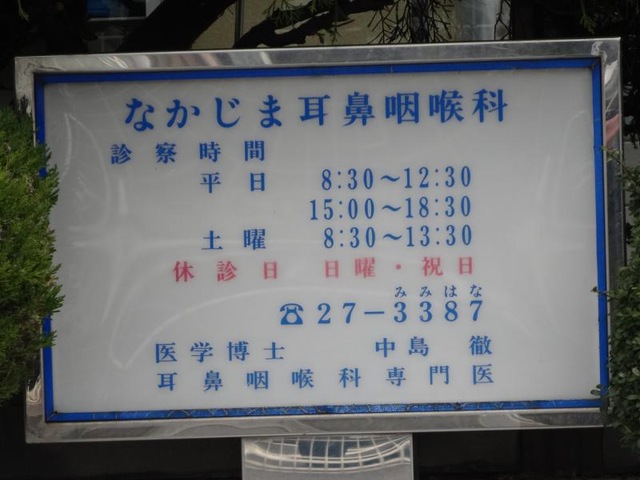 なかじま耳鼻咽喉科
診察時間
平日 8:30～12:30
15:00～18:30
土曜 8:30～13:30
休診日 日曜・祝日
みみはな
☎27－3387
医学博士 中島 徹
耳鼻咽喉科専門医